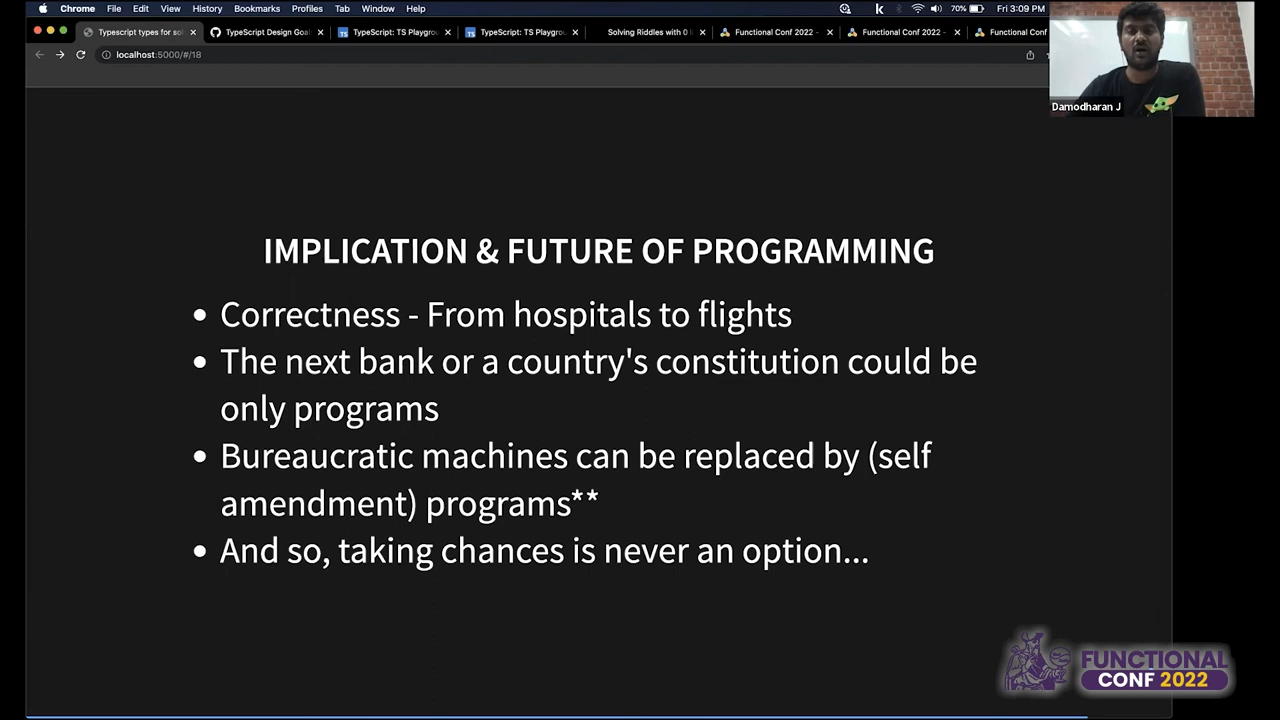 Chrome File Edit View History Bookmarks Profiles Tab Window Help 70% Fri 3:09 PM
Typescript types for so TypeScript Design Goal TypeScript: TS Playgrou TypeScript: TS Playgrou Solving Riddles with 0 l Functional Conf 2022 - Functional Conf 2022 - Functional Conf
localhost:5000/#/18
Damodharan J
IMPLICATION & FUTURE OF PROGRAMMING
• Correctness - From hospitals to flights
• The next bank or a country's constitution could be
only programs
• Bureaucratic machines can be replaced by (self
amendment) programs**
• And so, taking chances is never an option...
FUNCTIONAL
CONF 2022